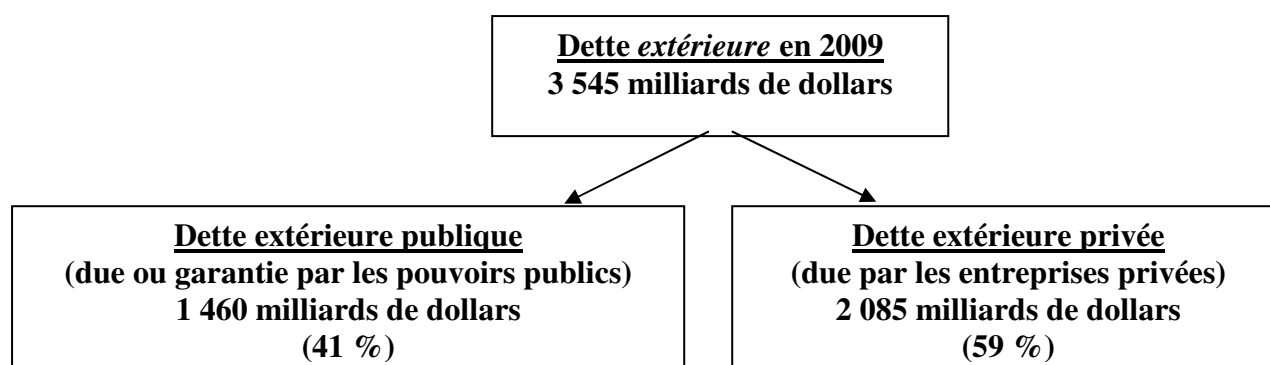 Dette extérieure en 2009
3 545 milliards de dollars
Dette extérieure publique
(due ou garantie par les pouvoirs publics)
1 460 milliards de dollars
(41 %)
Dette extérieure privée
(due par les entreprises privées)
2 085 milliards de dollars
(59 %)